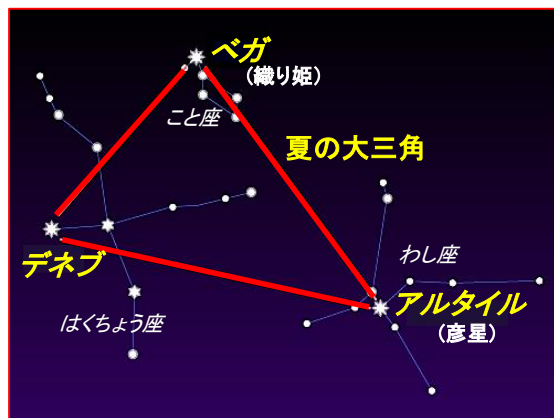 ベガ
(織り姫)
こと座
夏の大三角
わし座
デネブ
アルタイル
(彦星)
はくちょう座